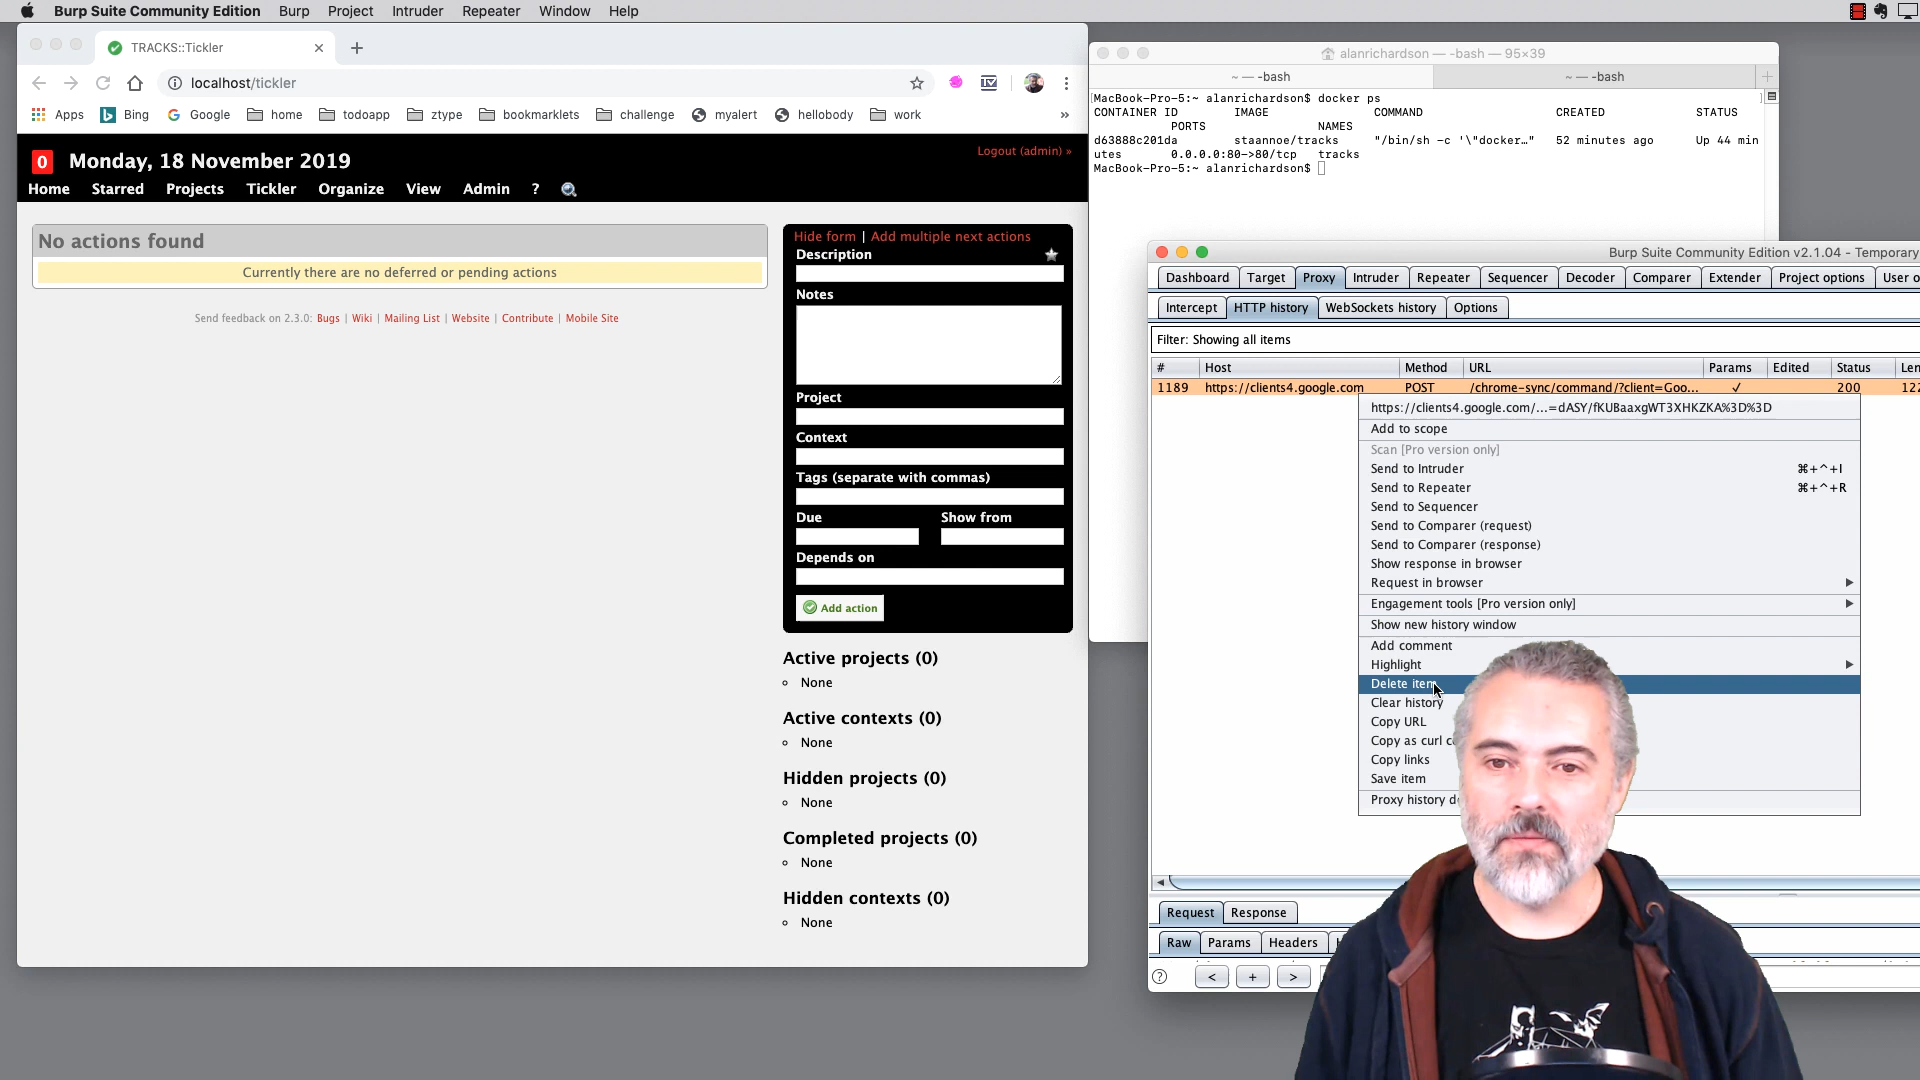 Burp Suite Community Edition Burp Project Intruder Repeater Window Help
TRACKS::Tickler
localhost/tickler
Apps Bing Google home todoapp ztype bookmarklets challenge myalert hellobody work »
0 Monday, 18 November 2019
Logout (admin) »
Home Starred Projects Tickler Organize View Admin ?
No actions found
Currently there are no deferred or pending actions
Send feedback on 2.3.0: Bugs | Wiki | Mailing List | Website | Contribute | Mobile Site
Hide form | Add multiple next actions
Description
Notes
Project
Context
Tags (separate with commas)
Due Show from
Depends on
Add action
Active projects (0)
None
Active contexts (0)
None
Hidden projects (0)
None
Completed projects (0)
None
Hidden contexts (0)
None
alanrichardson — -bash — 95×39
~ — -bash ~ — -bash
[MacBook-Pro-5:~ alanrichardson$ docker ps ]
CONTAINER ID IMAGE COMMAND CREATED STATUS
PORTS NAMES
d63888c201da staannoe/tracks "/bin/sh -c '\"docker…" 52 minutes ago Up 44 min
utes 0.0.0.0:80->80/tcp tracks
MacBook-Pro-5:~ alanrichardson$
Burp Suite Community Edition v2.1.04 - Temporary
Dashboard Target Proxy Intruder Repeater Sequencer Decoder Comparer Extender Project options User o
Intercept HTTP history WebSockets history Options
Filter: Showing all items
# Host Method URL Params Edited Status Len
1189 https://clients4.google.com POST /chrome-sync/command/?client=Goo... ✓ 200 122
https://clients4.google.com/...=dASY/fKUBaaxgWT3XHKZKA%3D%3D
Add to scope
Scan [Pro version only]
Send to Intruder ⌘+^+I
Send to Repeater ⌘+^+R
Send to Sequencer
Send to Comparer (request)
Send to Comparer (response)
Show response in browser
Request in browser
Engagement tools [Pro version only]
Show new history window
Add comment
Highlight
Delete item
Clear history
Copy URL
Copy as curl c
Copy links
Save item
Proxy history d
Request Response
Raw Params Headers
? < + >